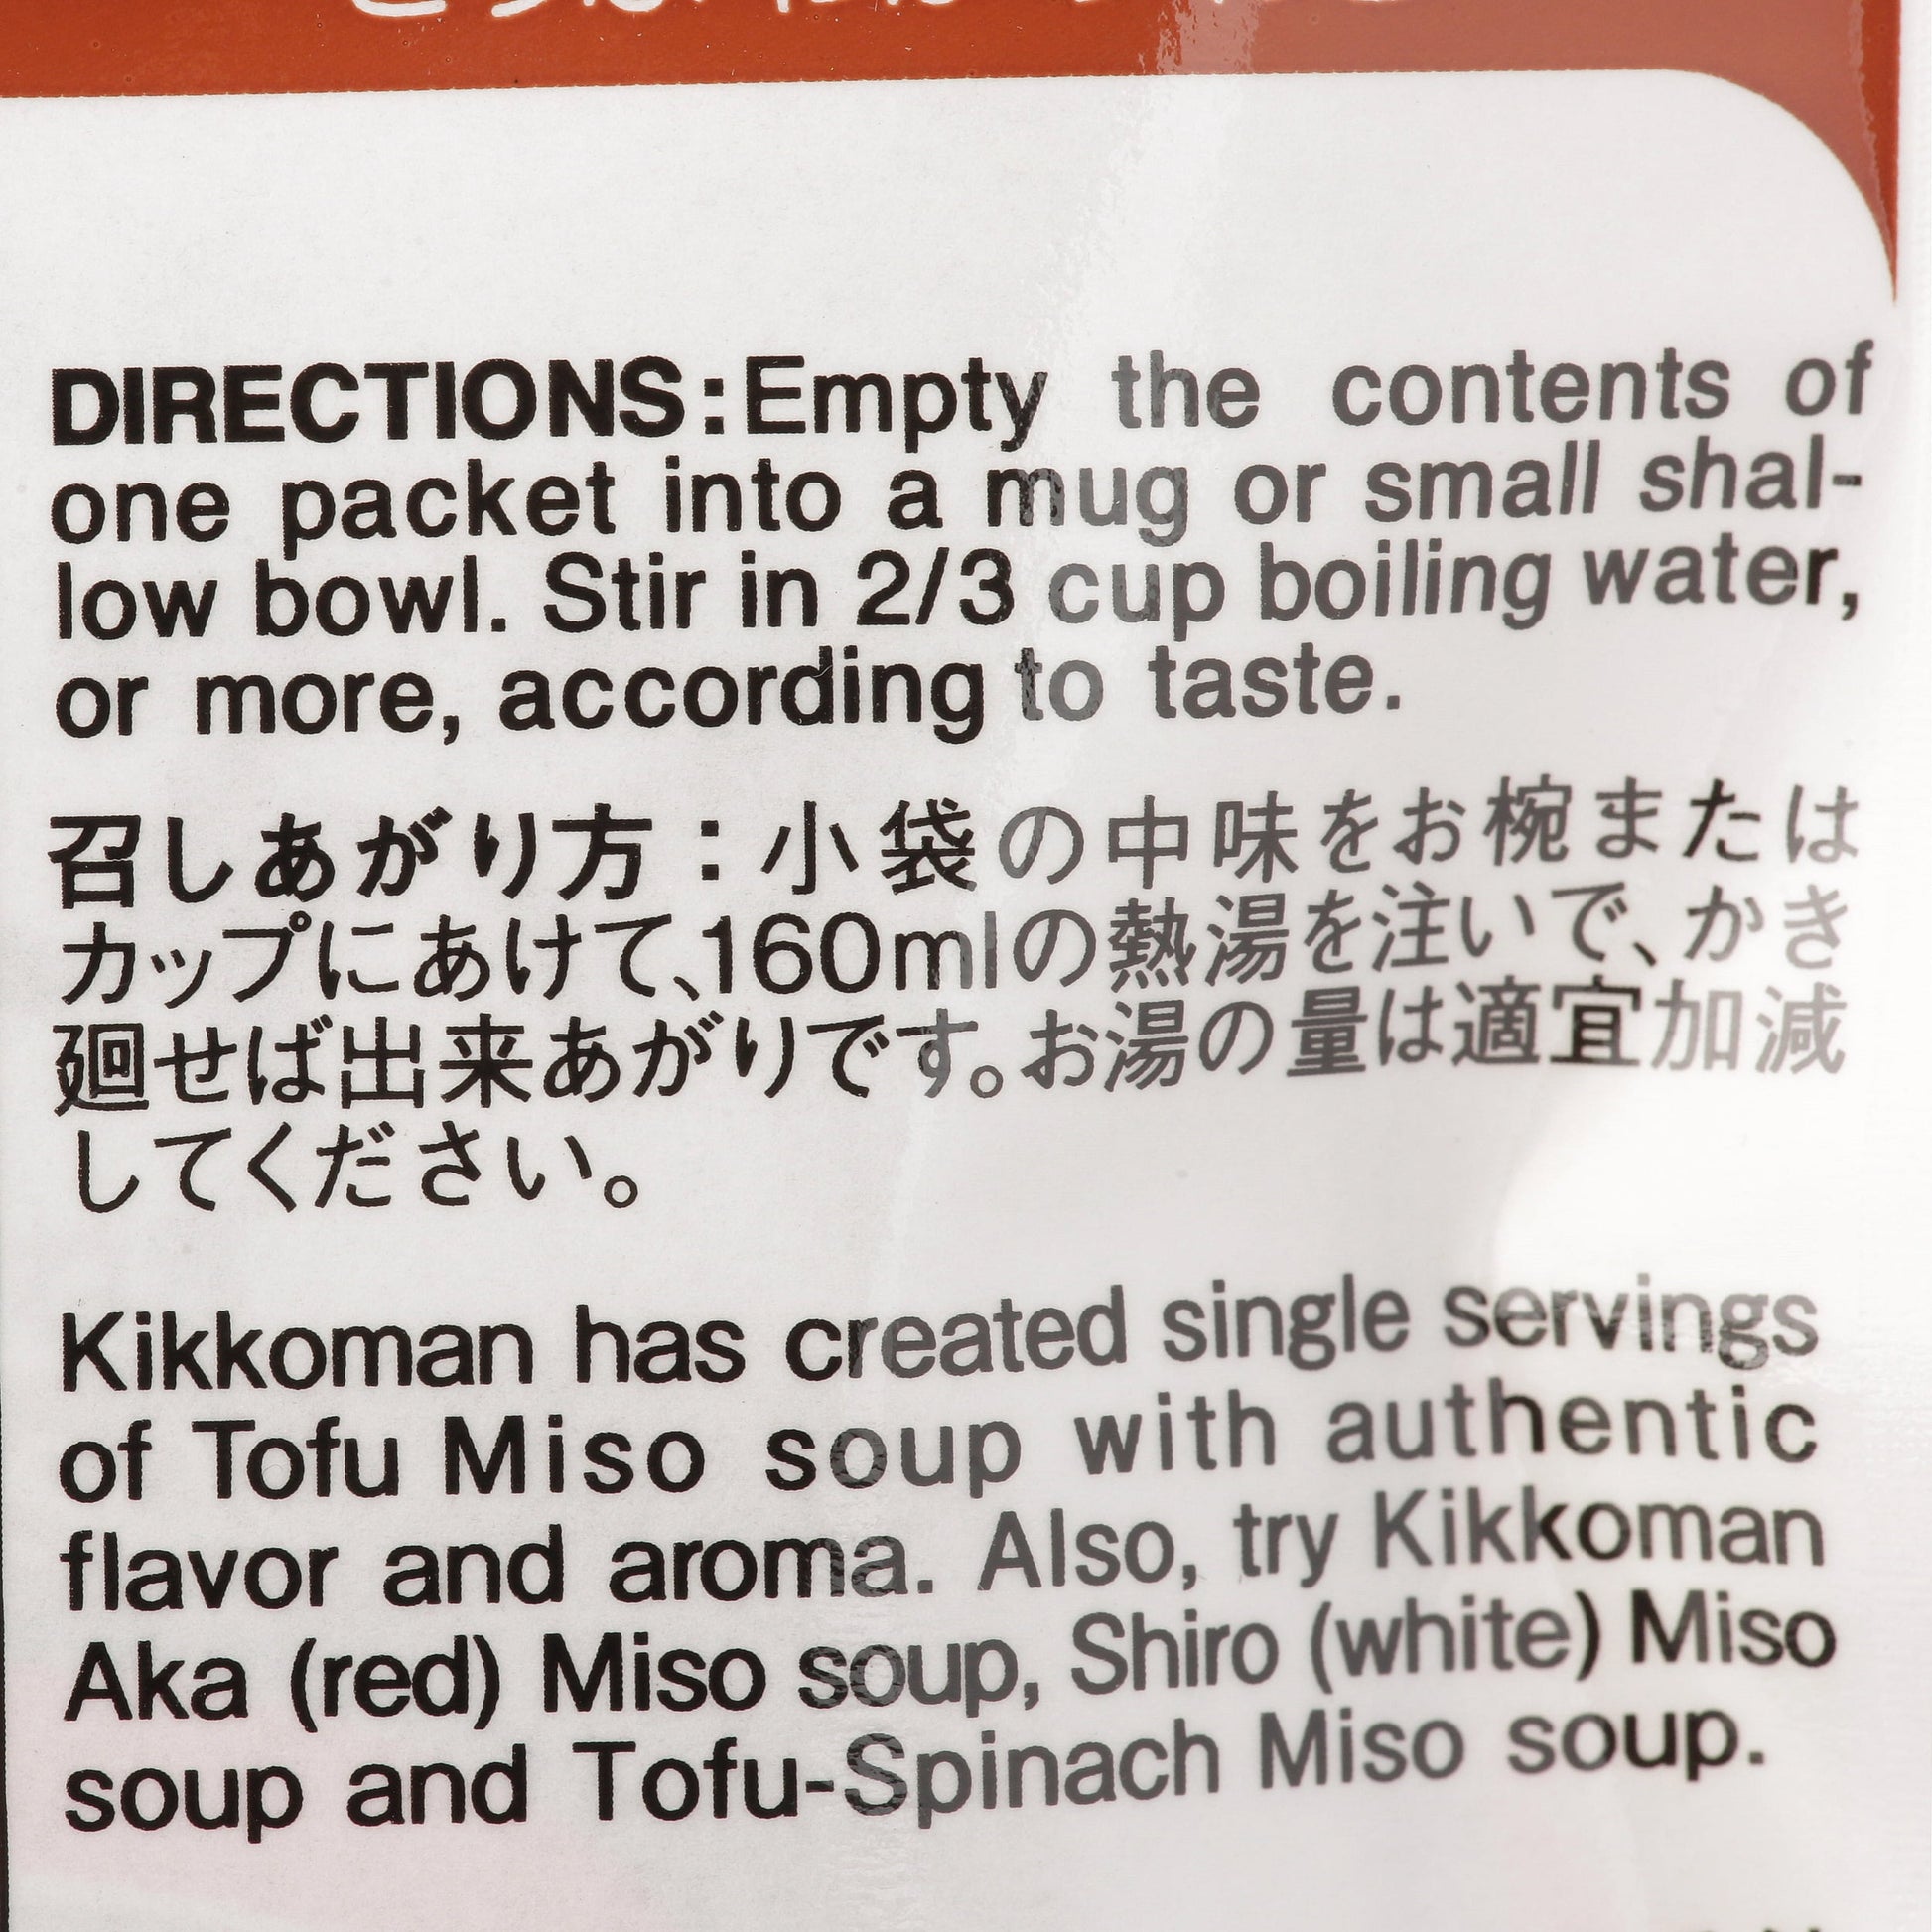 DIRECTIONS:Empty the contents of
one packet into a mug or small shal-
low bowl. Stir in 2/3 cup boiling water,
or more, according to taste.
召しあがり方：小袋の中味をお椀または
カップにあけて、160mlの熱湯を注いで、かき
廻せば出来あがりです。お湯の量は適宜加減
してください。
Kikkoman has created single servings
of Tofu Miso soup with authentic
flavor and aroma. Also, try Kikkoman
Aka (red) Miso soup, Shiro (white) Miso
soup and Tofu-Spinach Miso soup.